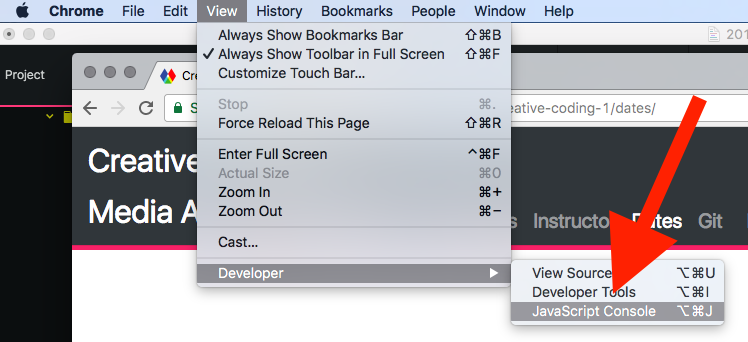 Chrome File Edit View History Bookmarks People Window Help
201
Project
Always Show Bookmarks Bar ⇧⌘B
✓ Always Show Toolbar in Full Screen ⇧⌘F
Customize Touch Bar...
Stop ⌘.
Force Reload This Page ⇧⌘R
Enter Full Screen ^⌘F
Actual Size ⌘0
Zoom In ⌘+
Zoom Out ⌘−
Cast...
Developer ▶
View Source ⌥⌘U
Developer Tools ⌥⌘I
JavaScript Console ⌥⌘J
Cre
S
eative-coding-1/dates/
Creative
Media A
s Instructor Dates Git